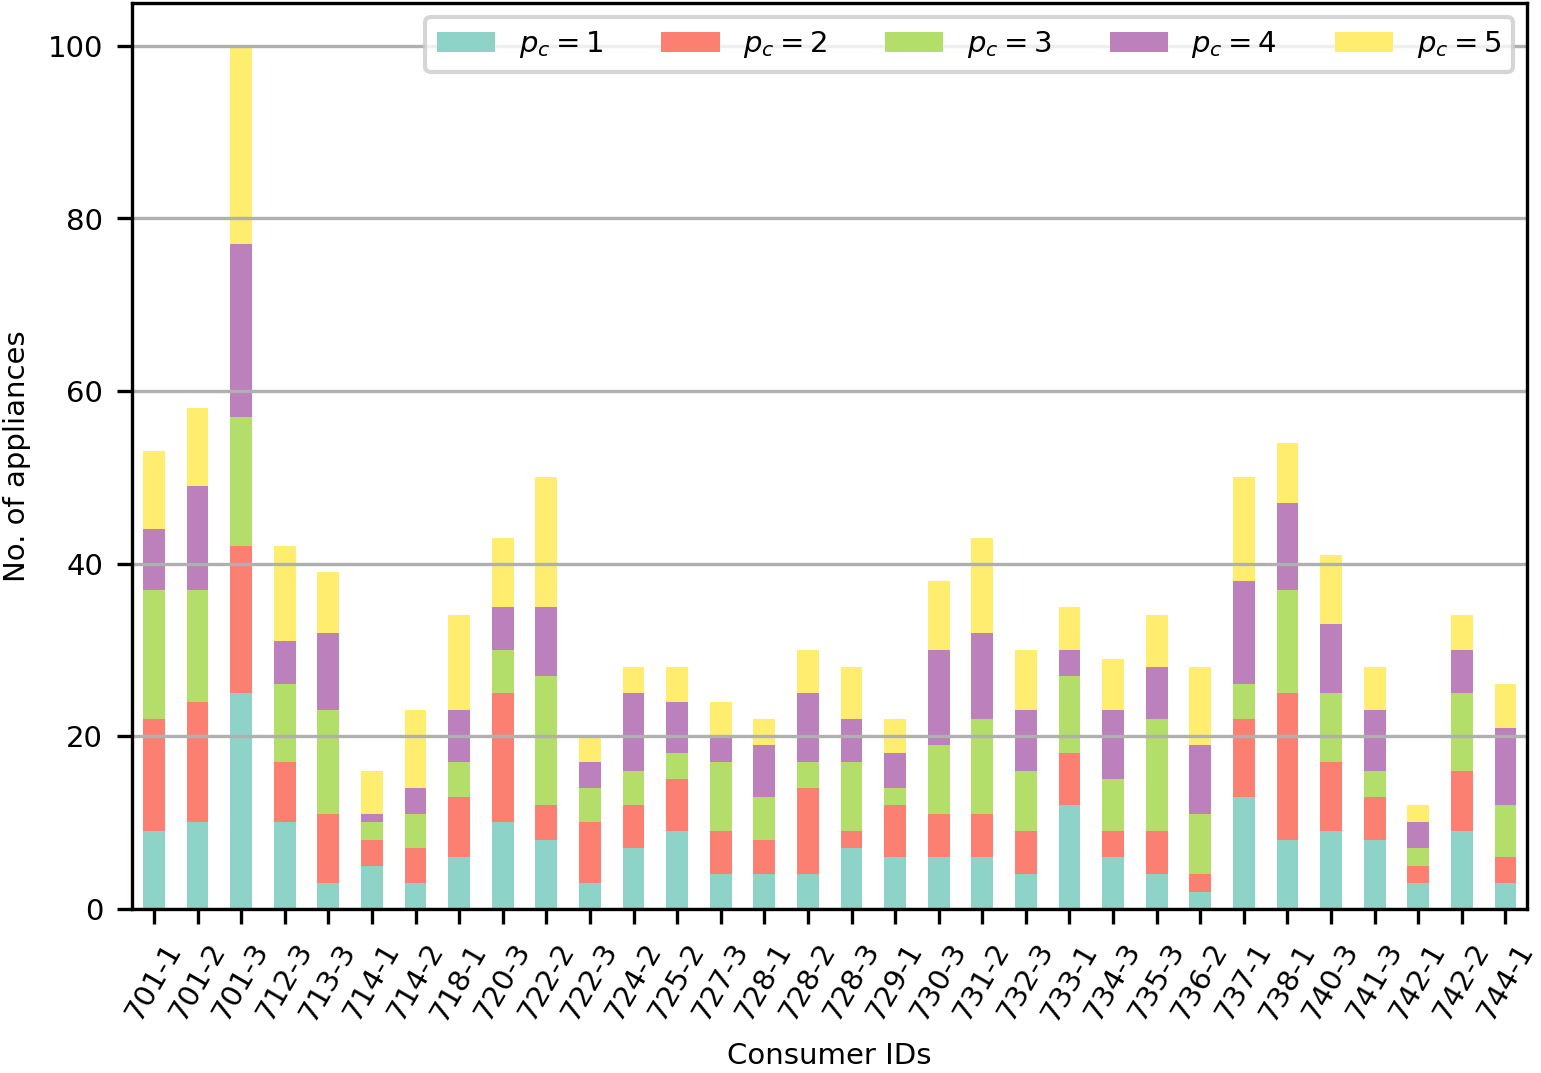 p_c = 1 p_c = 2 p_c = 3 p_c = 4 p_c = 5
100
80
60
40
20
0
No. of appliances
701-1 701-2 701-3 712-3 713-3 714-1 714-2 718-1 720-3 722-2 722-3 724-2 725-2 727-3 728-1 728-2 728-3 729-1 730-3 731-2 732-3 733-1 734-3 735-3 736-2 737-1 738-1 740-3 741-3 742-1 742-2 744-1
Consumer IDs